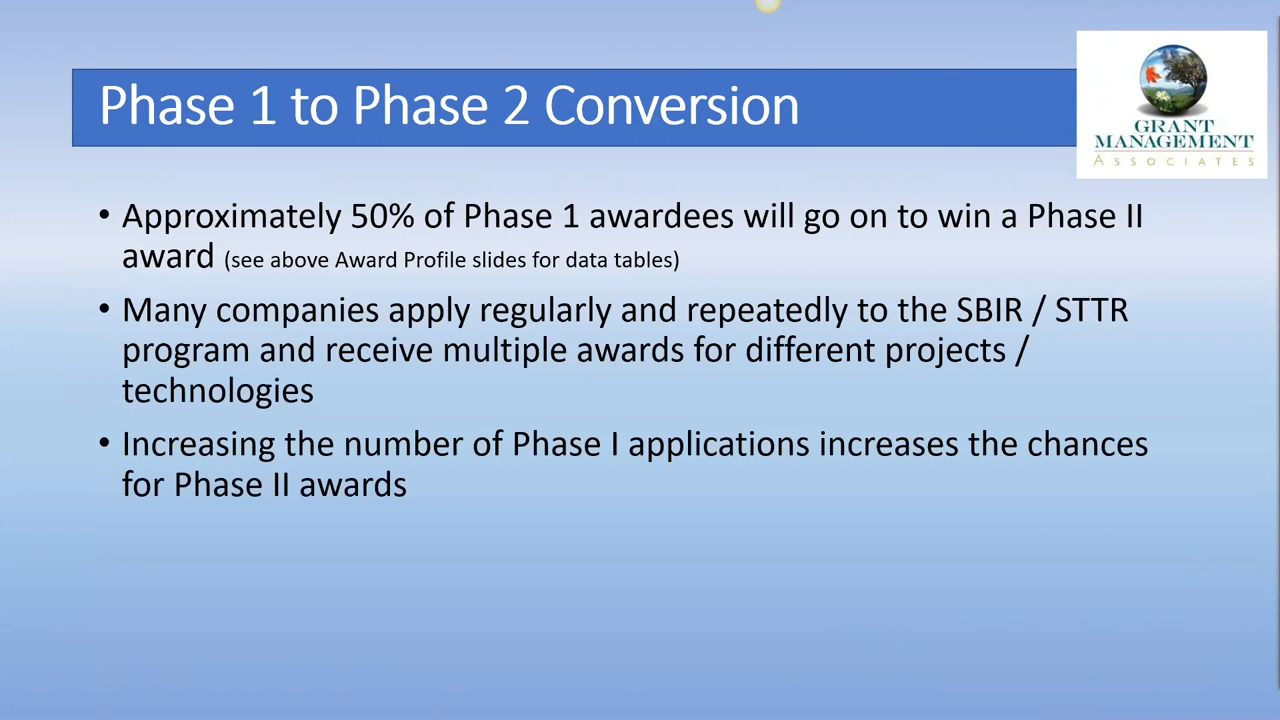 Phase 1 to Phase 2 Conversion
GRANT
MANAGEMENT
ASSOCIATES
• Approximately 50% of Phase 1 awardees will go on to win a Phase II
award (see above Award Profile slides for data tables)
• Many companies apply regularly and repeatedly to the SBIR / STTR
program and receive multiple awards for different projects /
technologies
• Increasing the number of Phase I applications increases the chances
for Phase II awards